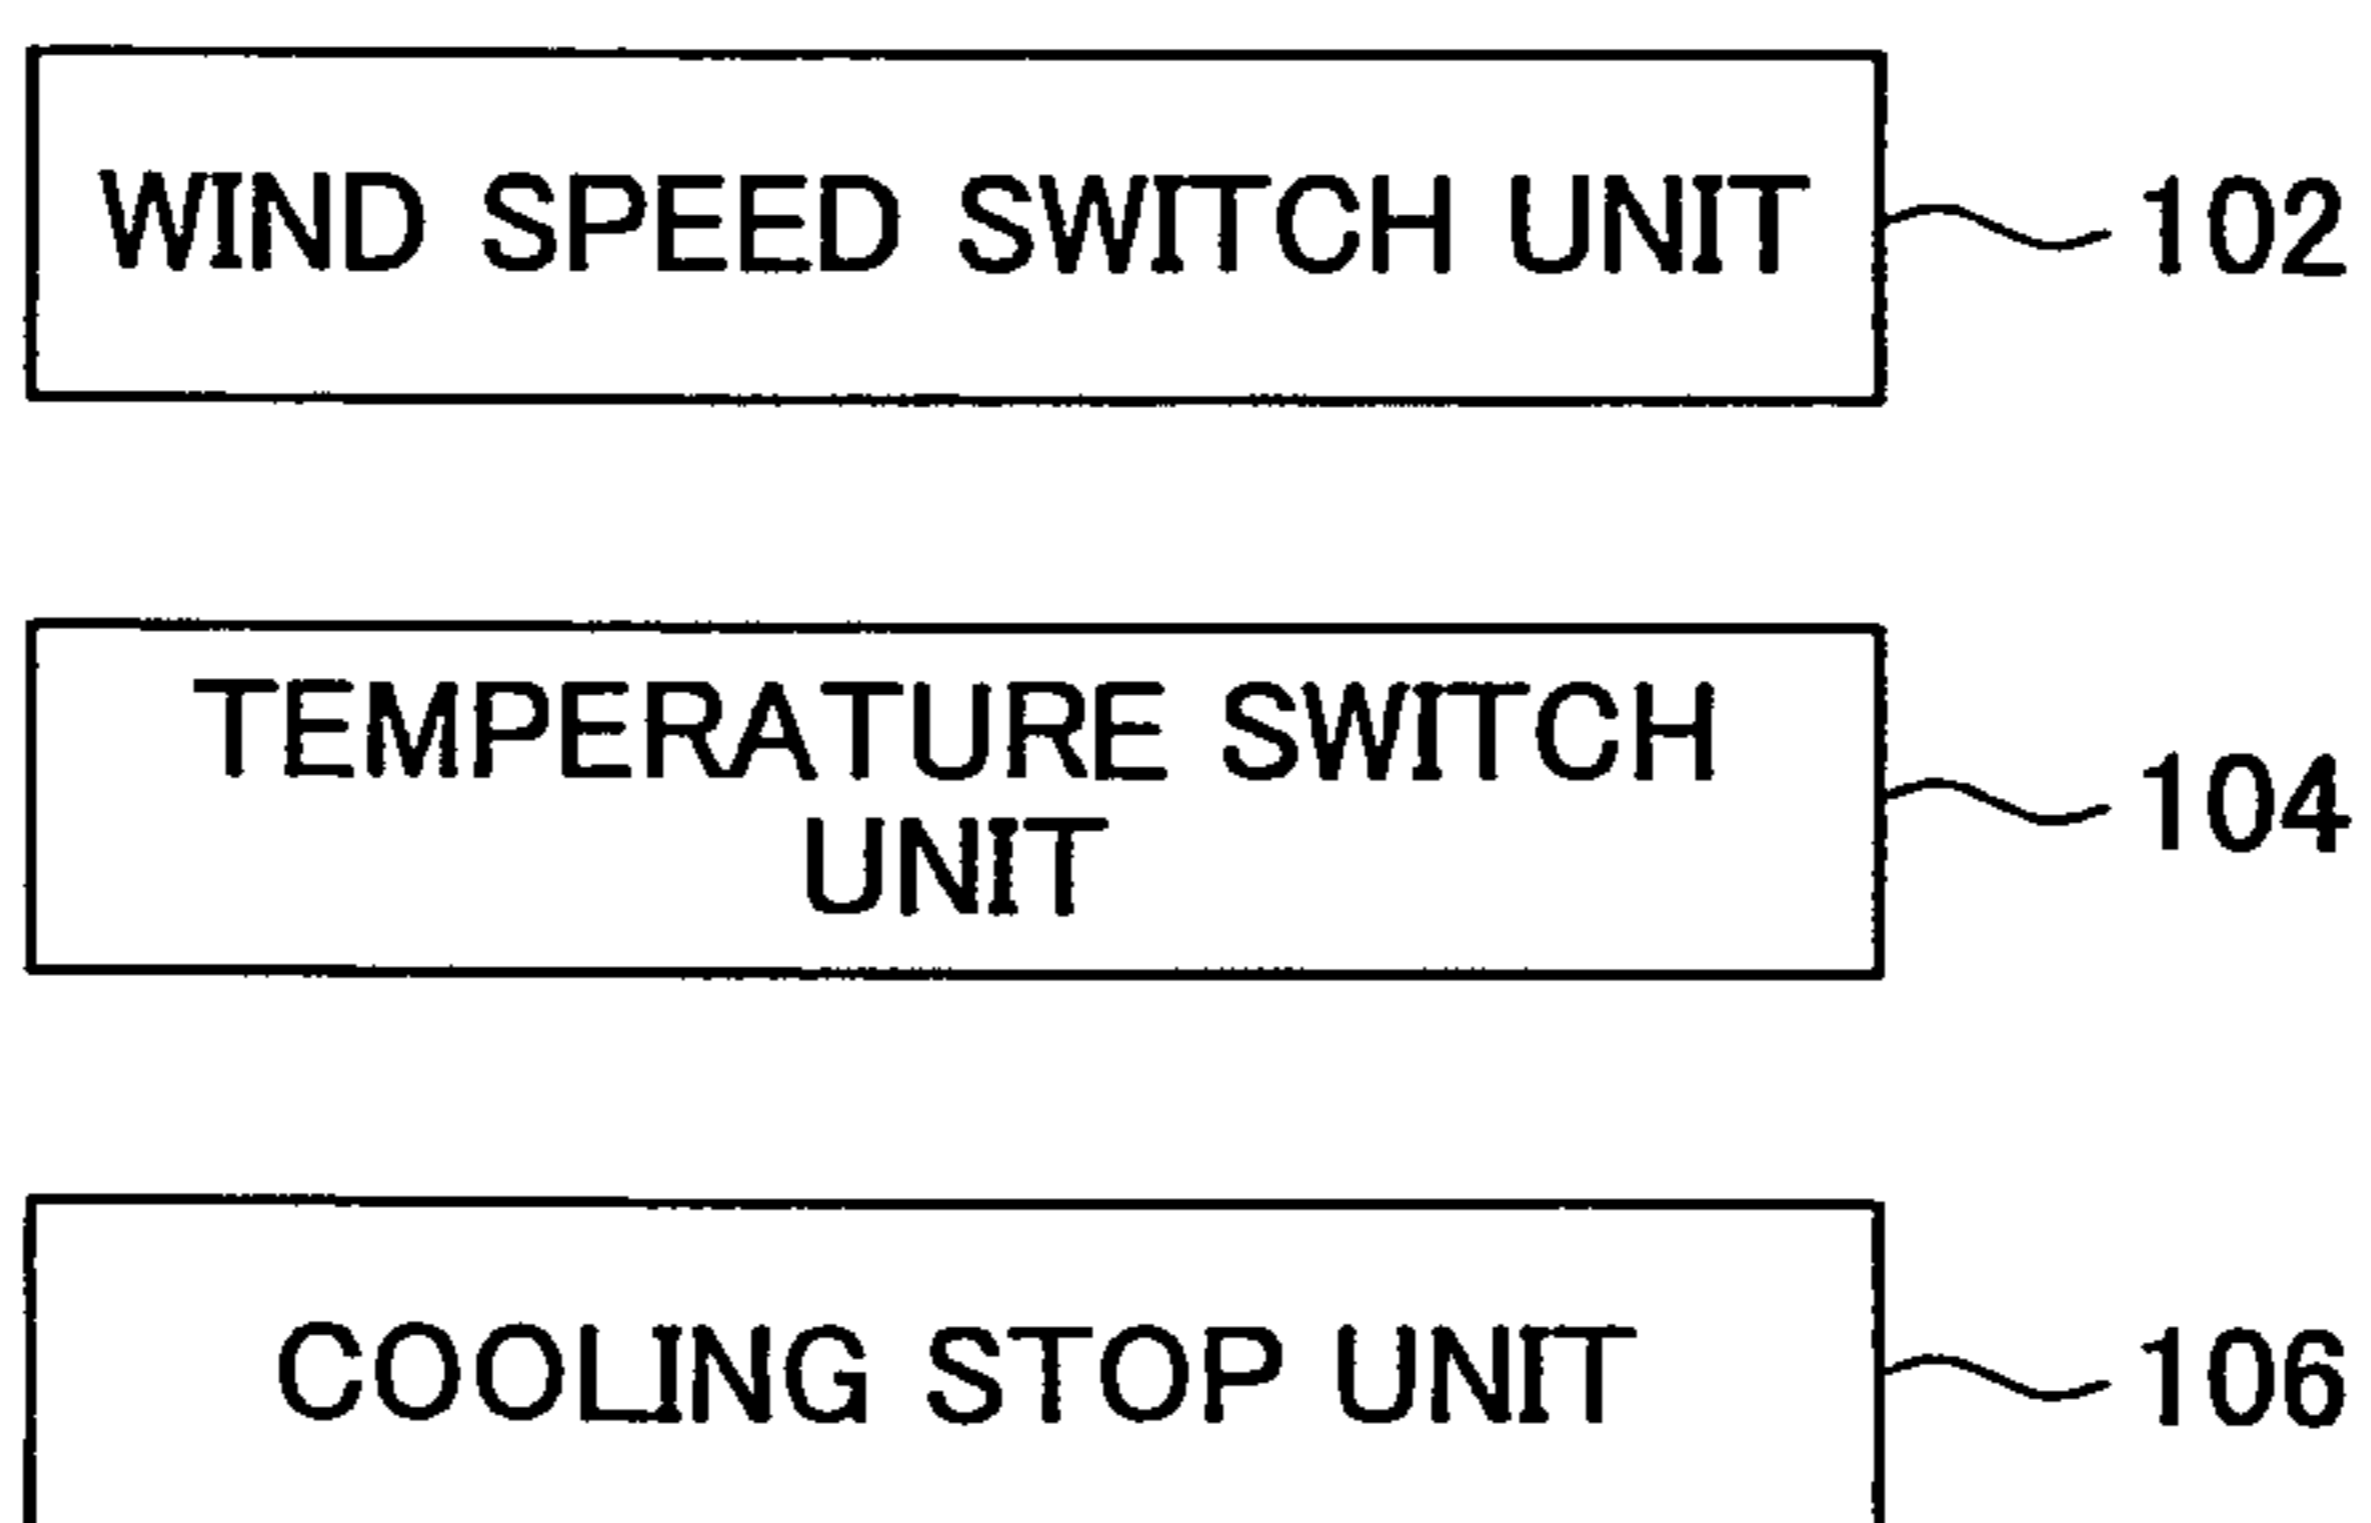 WIND SPEED SWITCH UNIT 102
TEMPERATURE SWITCH
UNIT
104
COOLING STOP UNIT 106